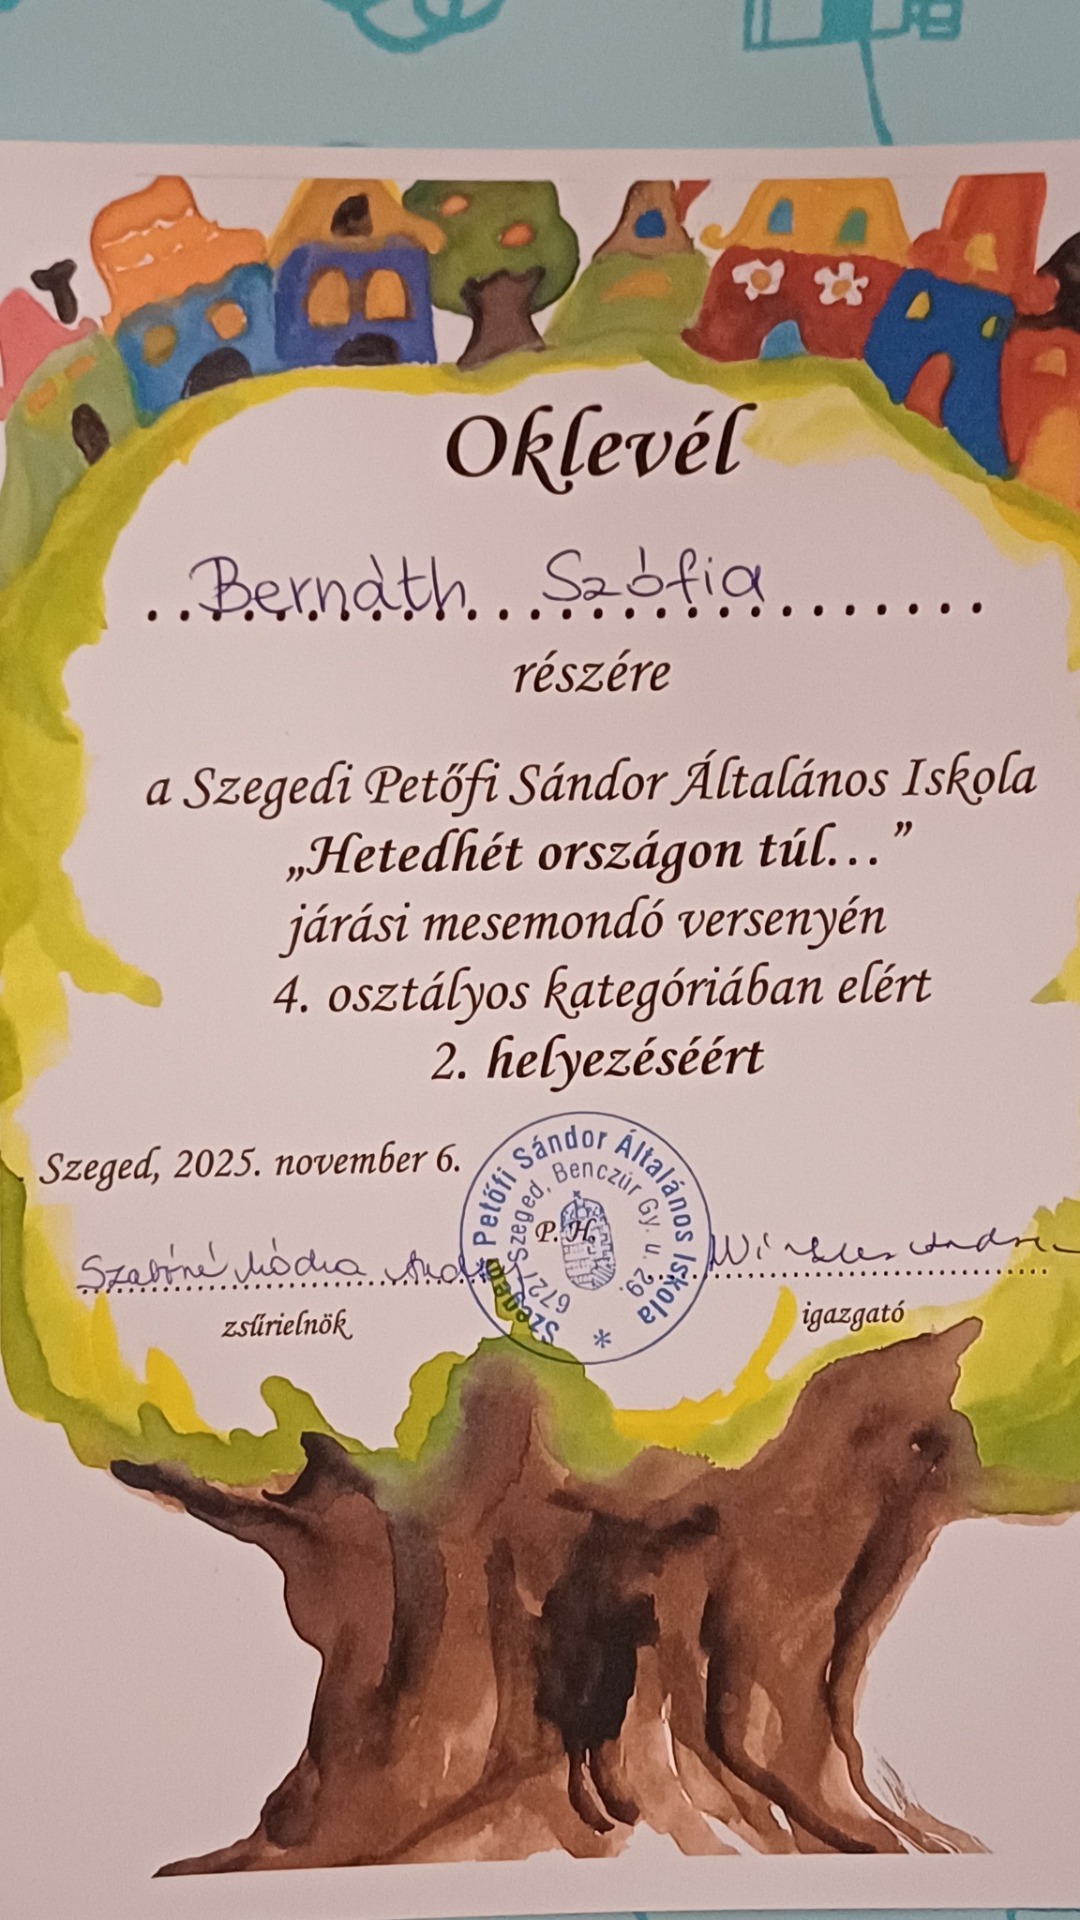 Oklevél
Bernáth Szófia
részére
a Szegedi Petőfi Sándor Általános Iskola
„Hetedhét országon túl…”
járási mesemondó versenyén
4. osztályos kategóriában elért
2. helyezéséért
Szeged, 2025. november 6.
Szegedi Petőfi Sándor Általános Iskola
6721 Szeged, Benczúr Gy. u. 29.
*
P. H.
Szabóné
zsűrielnök
igazgató